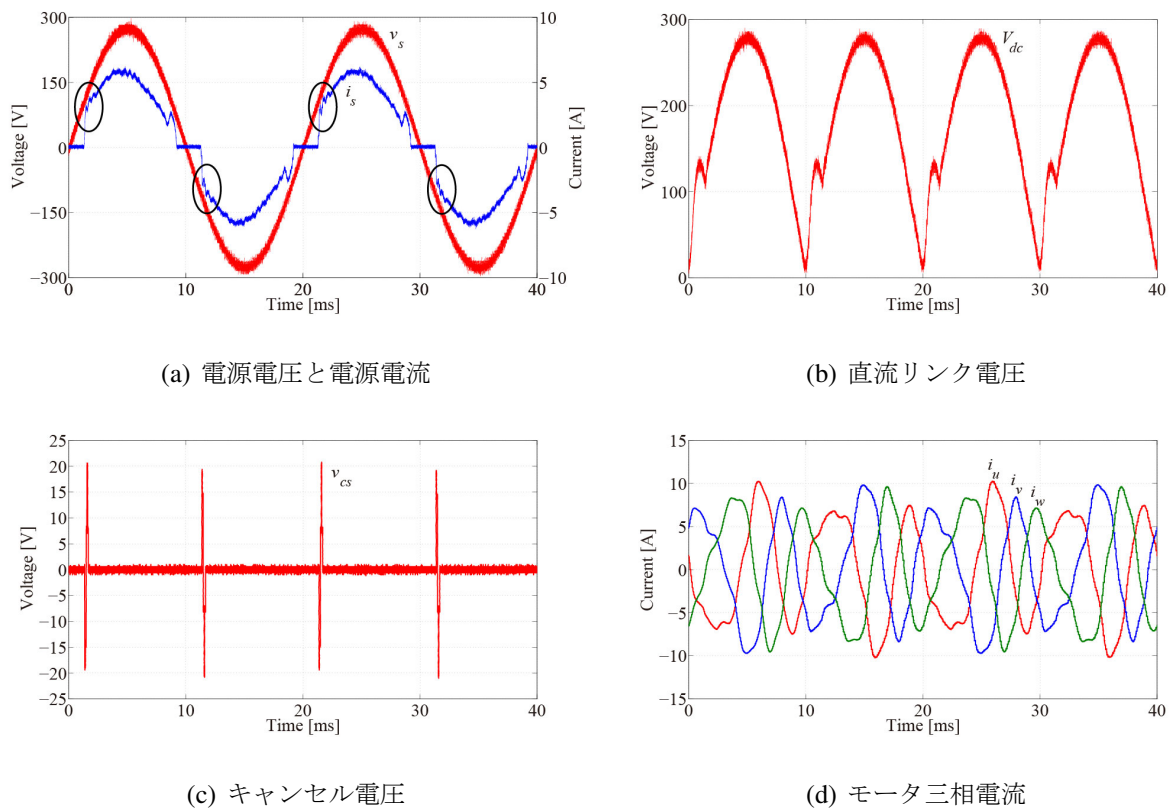 300
150
0
−150
−300
Voltage [V]
10
5
0
−5
−10
Current [A]
v_s
i_s
0 10 20 30 40
Time [ms]
(a) 電源電圧と電源電流
300
200
100
0
Voltage [V]
V_dc
0 10 20 30 40
Time [ms]
(b) 直流リンク電圧
25
20
15
10
5
0
−5
−10
−15
−20
−25
Voltage [V]
v_cs
0 10 20 30 40
Time [ms]
(c) キャンセル電圧
15
10
5
0
−5
−10
−15
Current [A]
i_u i_v i_w
0 10 20 30 40
Time [ms]
(d) モータ三相電流